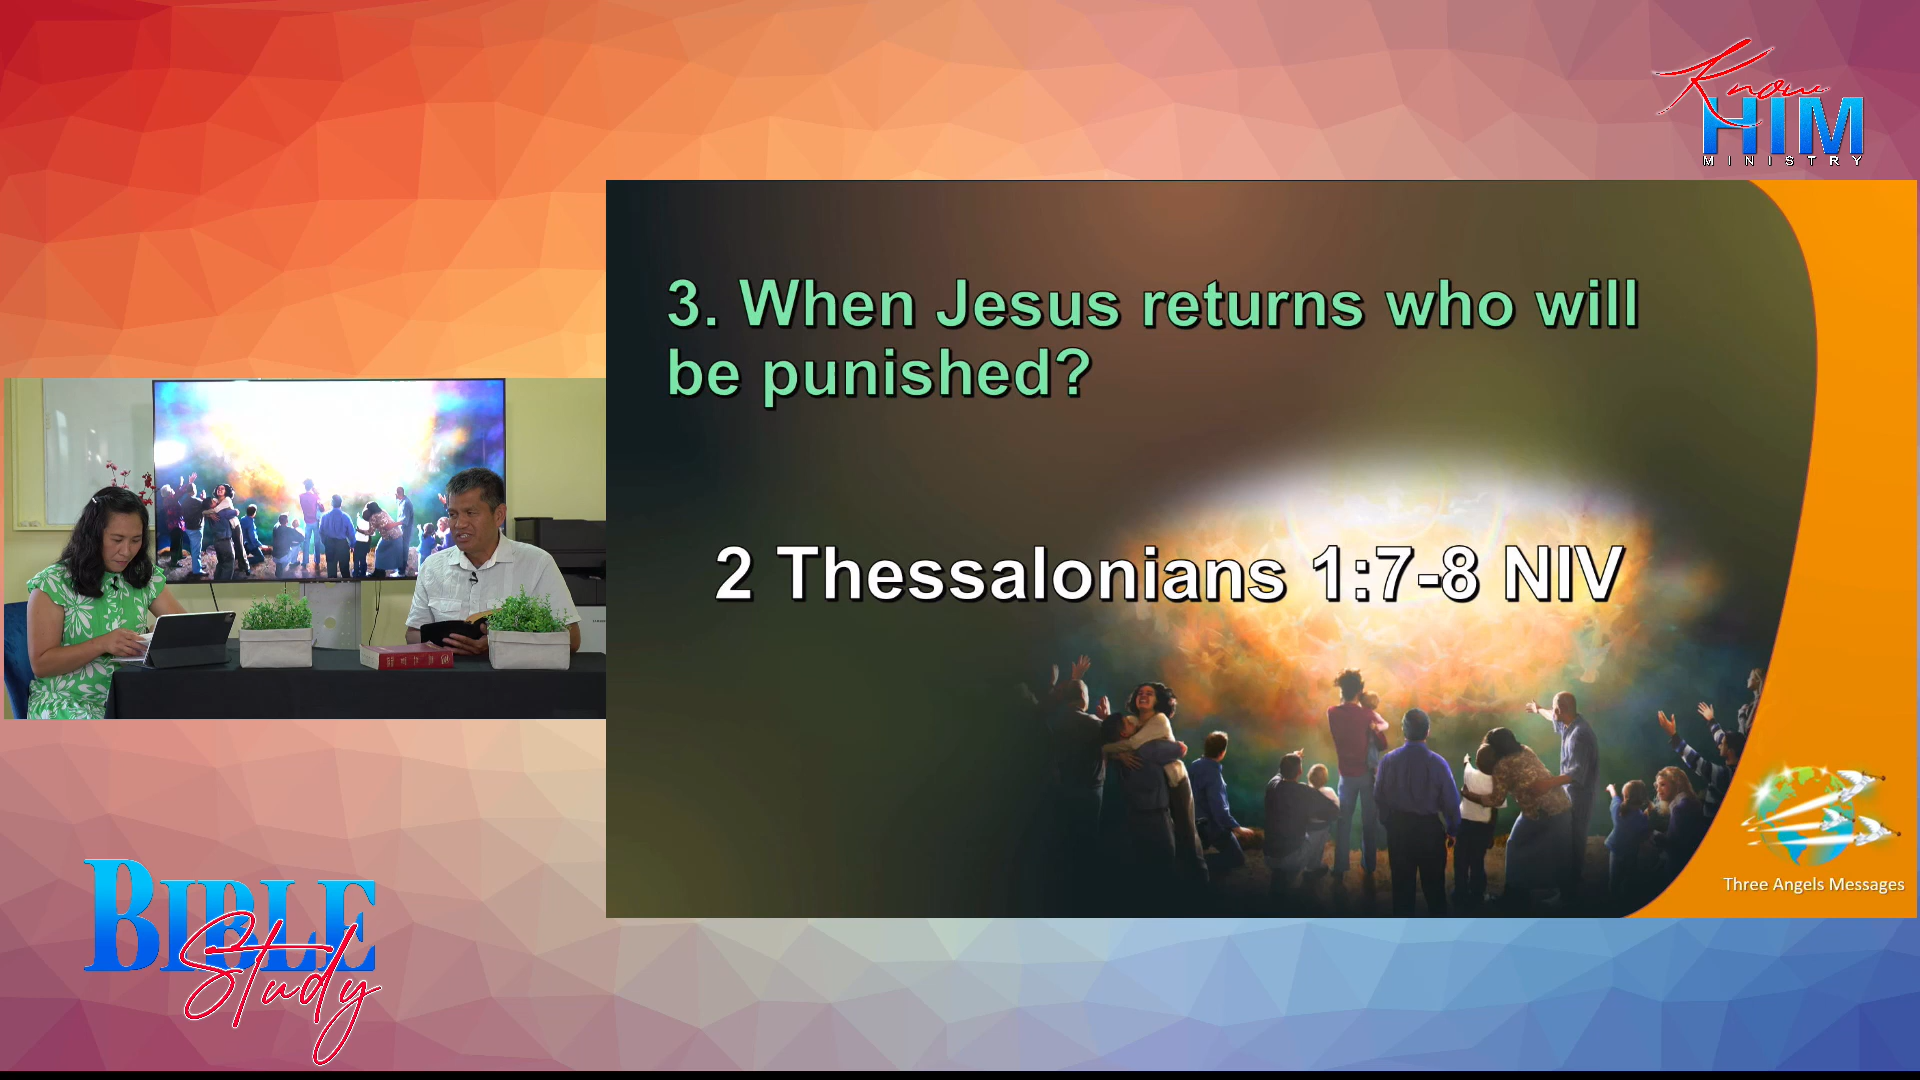 Know
HIM
MINISTRY
3. When Jesus returns who will
be punished?
2 Thessalonians 1:7-8 NIV
Three Angels Messages
BIBLE
Study